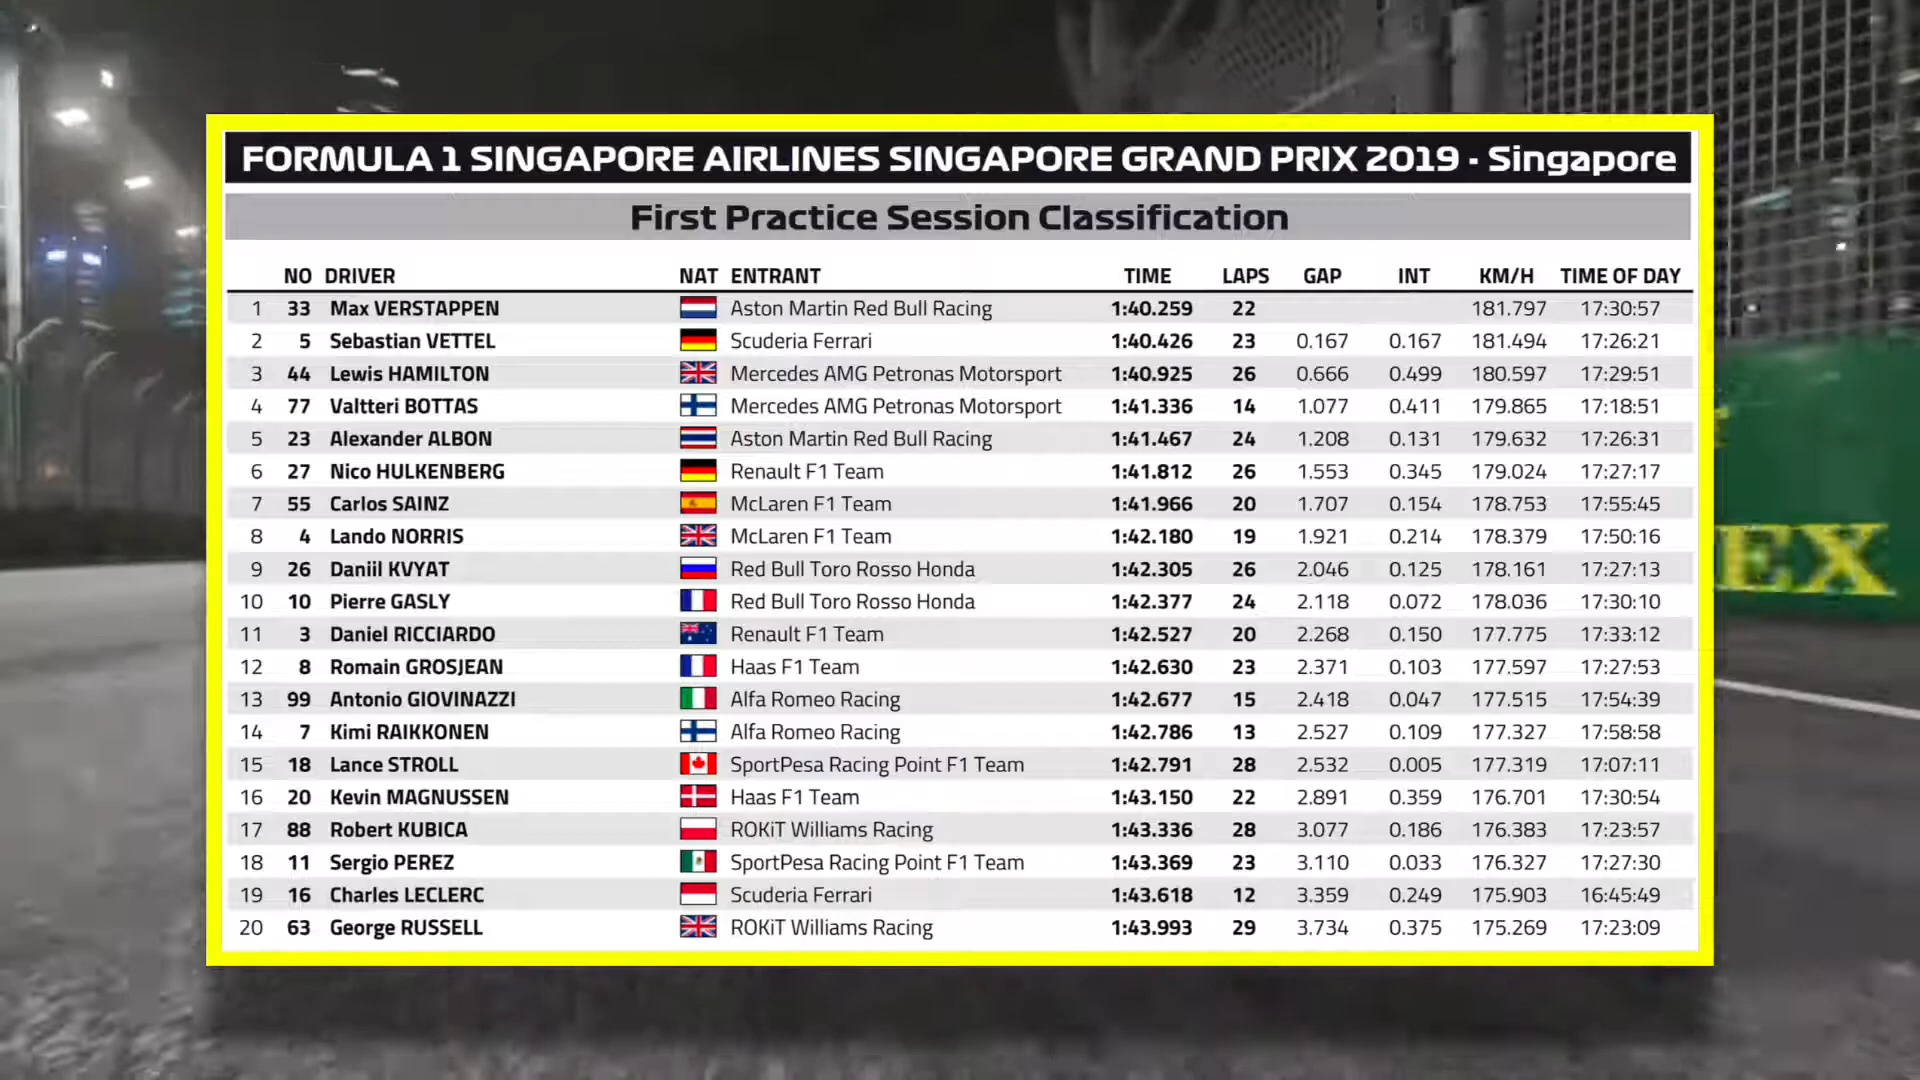 FORMULA 1 SINGAPORE AIRLINES SINGAPORE GRAND PRIX 2019 - Singapore
First Practice Session Classification
NO DRIVER NAT ENTRANT TIME LAPS GAP INT KM/H TIME OF DAY
1 33 Max VERSTAPPEN Aston Martin Red Bull Racing 1:40.259 22 181.797 17:30:57
2 5 Sebastian VETTEL Scuderia Ferrari 1:40.426 23 0.167 0.167 181.494 17:26:21
3 44 Lewis HAMILTON Mercedes AMG Petronas Motorsport 1:40.925 26 0.666 0.499 180.597 17:29:51
4 77 Valtteri BOTTAS Mercedes AMG Petronas Motorsport 1:41.336 14 1.077 0.411 179.865 17:18:51
5 23 Alexander ALBON Aston Martin Red Bull Racing 1:41.467 24 1.208 0.131 179.632 17:26:31
6 27 Nico HULKENBERG Renault F1 Team 1:41.812 26 1.553 0.345 179.024 17:27:17
7 55 Carlos SAINZ McLaren F1 Team 1:41.966 20 1.707 0.154 178.753 17:55:45
8 4 Lando NORRIS McLaren F1 Team 1:42.180 19 1.921 0.214 178.379 17:50:16
9 26 Daniil KVYAT Red Bull Toro Rosso Honda 1:42.305 26 2.046 0.125 178.161 17:27:13
10 10 Pierre GASLY Red Bull Toro Rosso Honda 1:42.377 24 2.118 0.072 178.036 17:30:10
11 3 Daniel RICCIARDO Renault F1 Team 1:42.527 20 2.268 0.150 177.775 17:33:12
12 8 Romain GROSJEAN Haas F1 Team 1:42.630 23 2.371 0.103 177.597 17:27:53
13 99 Antonio GIOVINAZZI Alfa Romeo Racing 1:42.677 15 2.418 0.047 177.515 17:54:39
14 7 Kimi RAIKKONEN Alfa Romeo Racing 1:42.786 13 2.527 0.109 177.327 17:58:58
15 18 Lance STROLL SportPesa Racing Point F1 Team 1:42.791 28 2.532 0.005 177.319 17:07:11
16 20 Kevin MAGNUSSEN Haas F1 Team 1:43.150 22 2.891 0.359 176.701 17:30:54
17 88 Robert KUBICA ROKiT Williams Racing 1:43.336 28 3.077 0.186 176.383 17:23:57
18 11 Sergio PEREZ SportPesa Racing Point F1 Team 1:43.369 23 3.110 0.033 176.327 17:27:30
19 16 Charles LECLERC Scuderia Ferrari 1:43.618 12 3.359 0.249 175.903 16:45:49
20 63 George RUSSELL ROKiT Williams Racing 1:43.993 29 3.734 0.375 175.269 17:23:09
EX